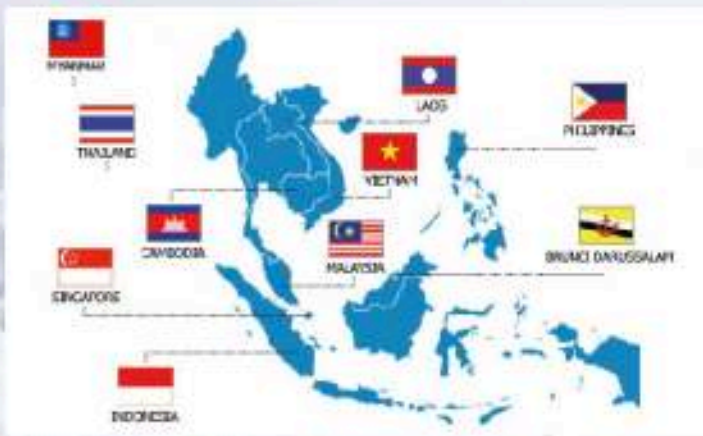 MYANMAR
LAOS
THAILAND
PHILIPPINES
VIETNAM
CAMBODIA
MALAYSIA
BRUNEI DARUSSALAM
SINGAPORE
INDONESIA